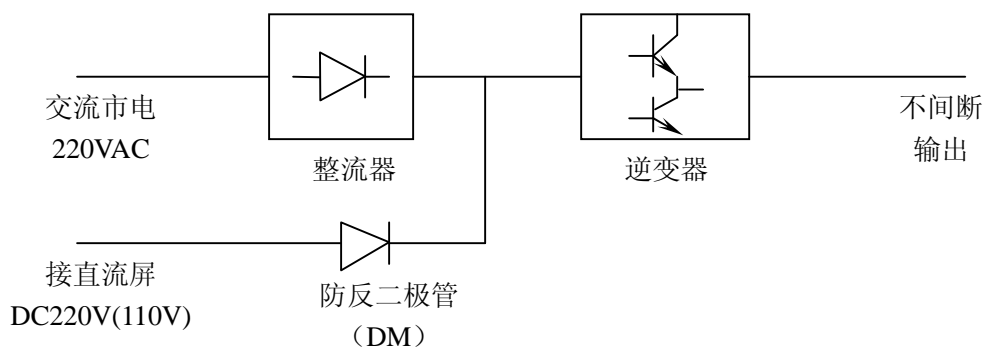 交流市电
220VAC
整流器
逆变器
不间断
输出
接直流屏
DC220V(110V)
防反二极管
（DM）